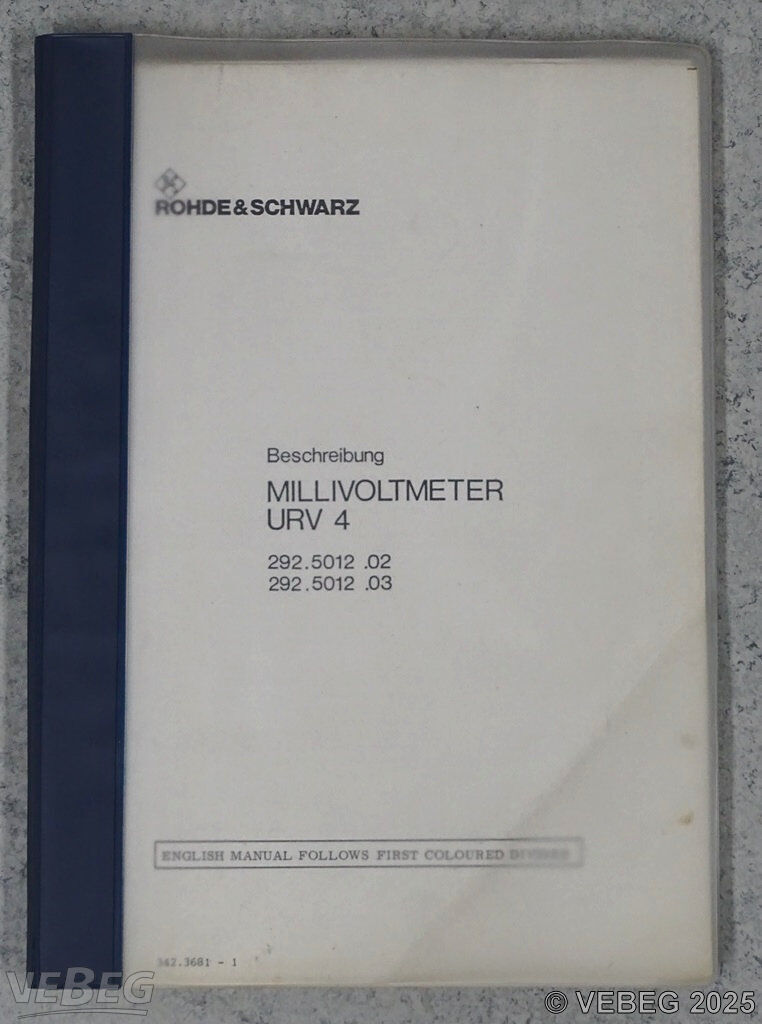 ROHDE&SCHWARZ
Beschreibung
MILLIVOLTMETER
URV 4
292.5012 .02
292.5012 .03
ENGLISH MANUAL FOLLOWS FIRST COLOURED
342.3681 - 1
VEBEG
© VEBEG 2025